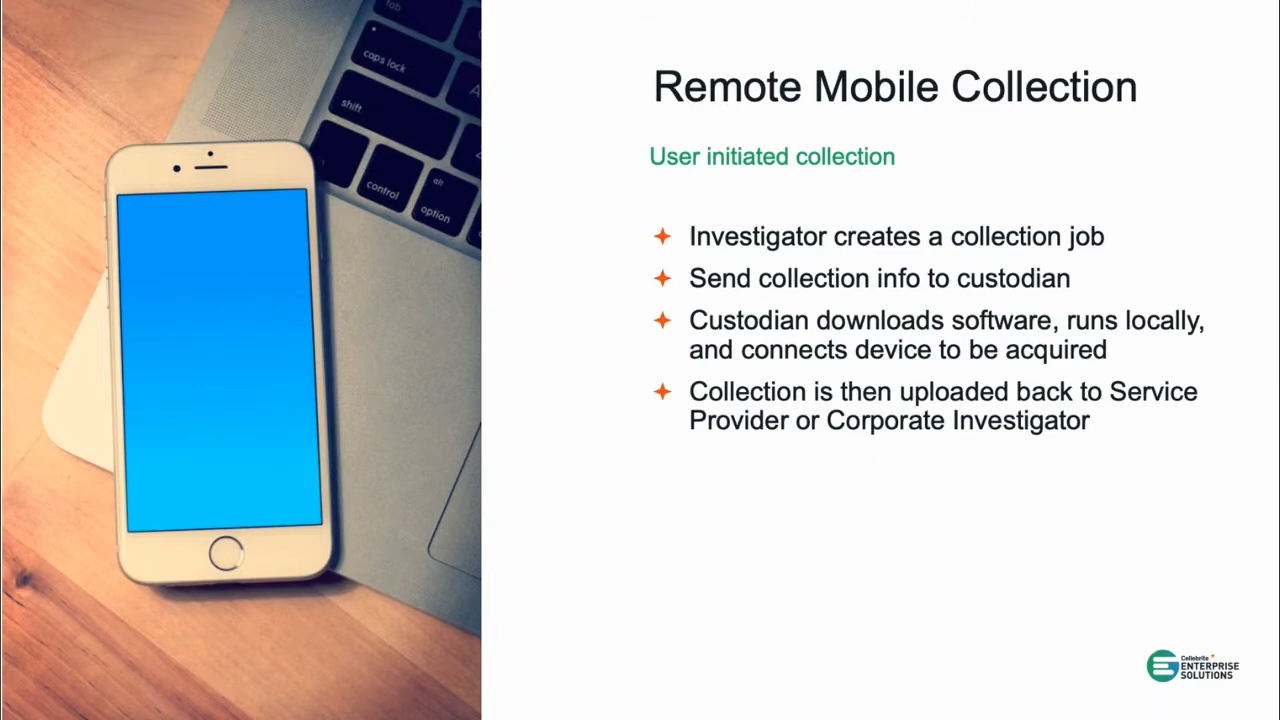 tab
caps lock
A
shift
control
alt
option
Remote Mobile Collection
User initiated collection
Investigator creates a collection job
Send collection info to custodian
Custodian downloads software, runs locally,
and connects device to be acquired
Collection is then uploaded back to Service
Provider or Corporate Investigator
Cellebrite
ENTERPRISE
SOLUTIONS